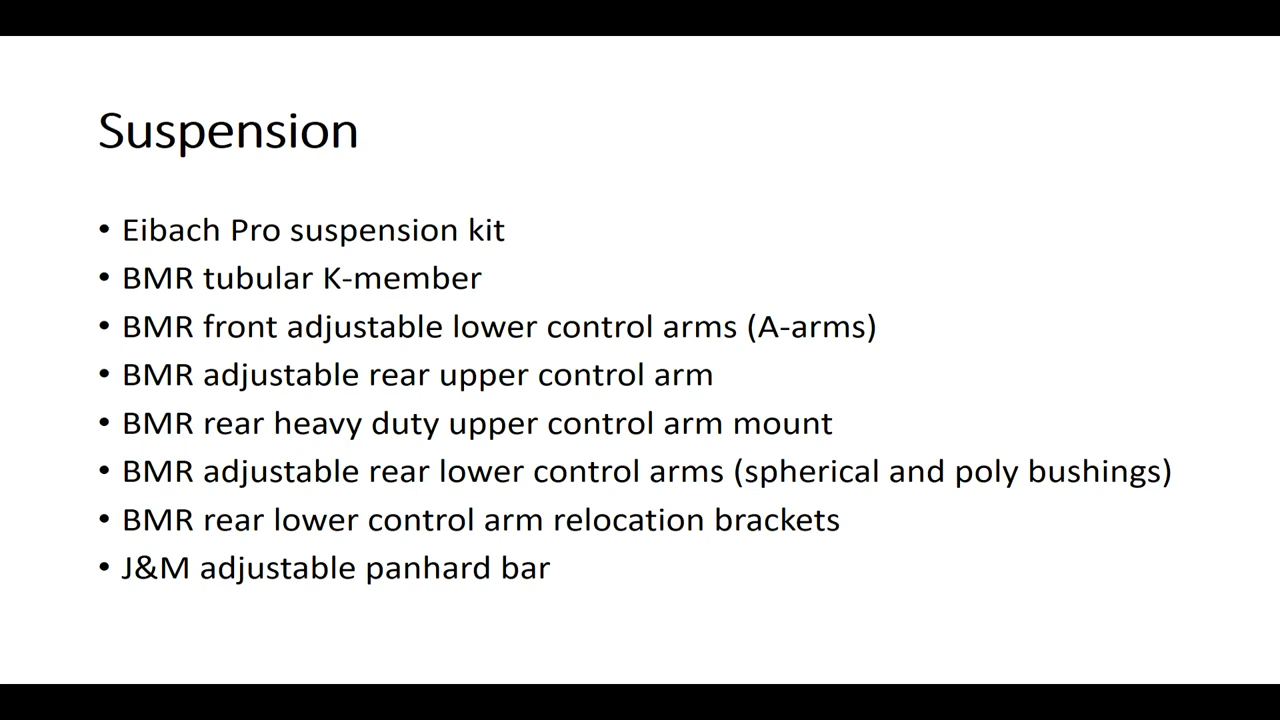 Suspension
• Eibach Pro suspension kit
• BMR tubular K-member
• BMR front adjustable lower control arms (A-arms)
• BMR adjustable rear upper control arm
• BMR rear heavy duty upper control arm mount
• BMR adjustable rear lower control arms (spherical and poly bushings)
• BMR rear lower control arm relocation brackets
• J&M adjustable panhard bar